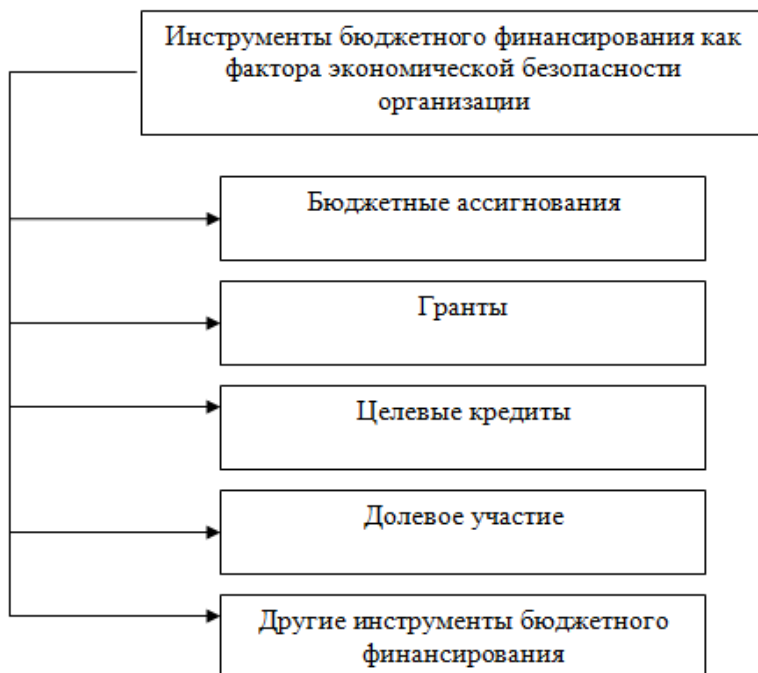 Инструменты бюджетного финансирования как
фактора экономической безопасности
организации
Бюджетные ассигнования
Гранты
Целевые кредиты
Долевое участие
Другие инструменты бюджетного
финансирования